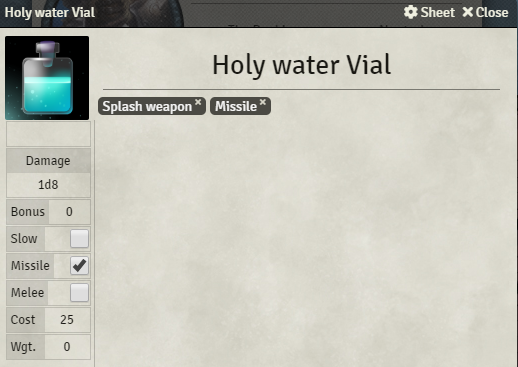 Holy water Vial
Sheet
Close
Holy water Vial
Splash weapon
Missile
Damage
1d8
Bonus 0
Slow
Missile
Melee
Cost 25
Wgt. 0